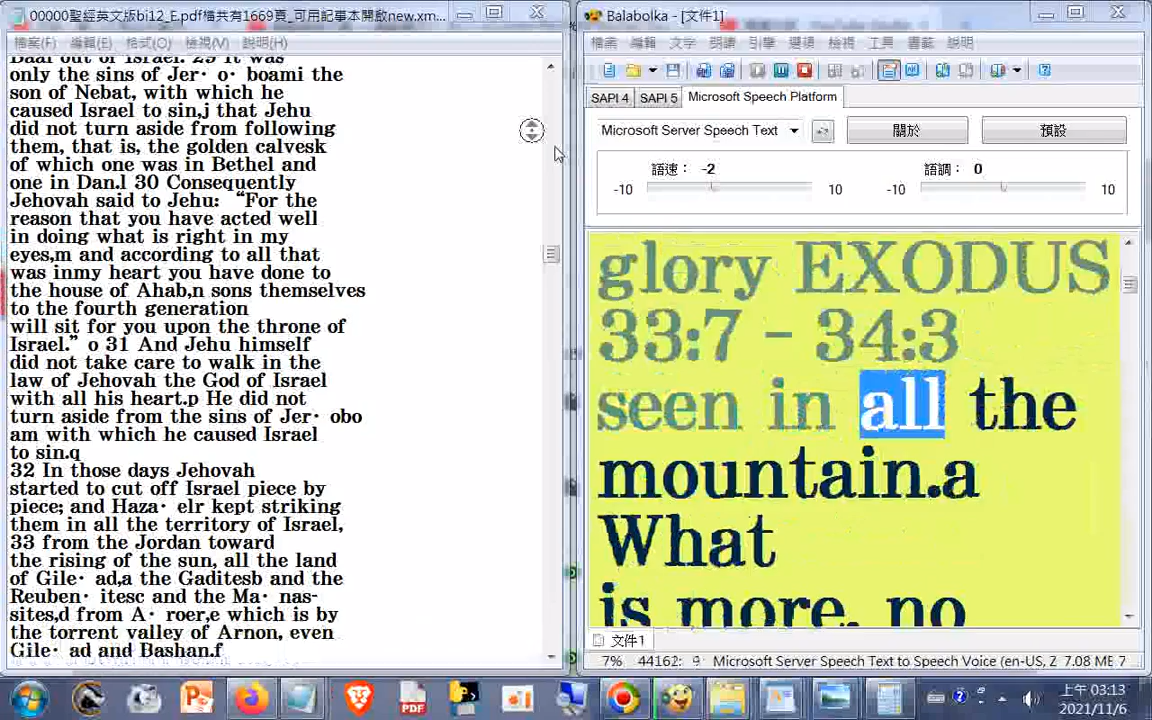 00000聖經英文版bi12_E.pdf檔共有1669頁_可用記事本開啟new.xm...
檔案(F) 編輯(E) 格式(O) 檢視(V) 說明(H)
Baal out of Israel. 29 It was
only the sins of Jer· o· boami the
son of Nebat, with which he
caused Israel to sin,j that Jehu
did not turn aside from following
them, that is, the golden calvesk
of which one was in Bethel and
one in Dan.l 30 Consequently
Jehovah said to Jehu: “For the
reason that you have acted well
in doing what is right in my
eyes,m and according to all that
was inmy heart you have done to
the house of Ahab,n sons themselves
to the fourth generation
will sit for you upon the throne of
Israel.” o 31 And Jehu himself
did not take care to walk in the
law of Jehovah the God of Israel
with all his heart.p He did not
turn aside from the sins of Jer· obo
am with which he caused Israel
to sin.q
32 In those days Jehovah
started to cut off Israel piece by
piece; and Haza· elr kept striking
them in all the territory of Israel,
33 from the Jordan toward
the rising of the sun, all the land
of Gile· ad,a the Gaditesb and the
Reuben· itesc and the Ma· nas-
sites,d from A· roer,e which is by
the torrent valley of Arnon, even
Gile· ad and Bashan.f
Balabolka - [文件1]
檔案 編輯 文字 朗讀 引擎 選項 檢視 工具 書籤 說明
SAPI 4 SAPI 5 Microsoft Speech Platform
Microsoft Server Speech Text 關於 預設
語速： -2 語調： 0
-10 10 -10 10
glory EXODUS
33:7 – 34:3
seen in all the
mountain.a
What
is more, no
文件1
7% 44162: 9 Microsoft Server Speech Text to Speech Voice (en-US, Z 7.08 MB 7
上午 03:13
2021/11/6